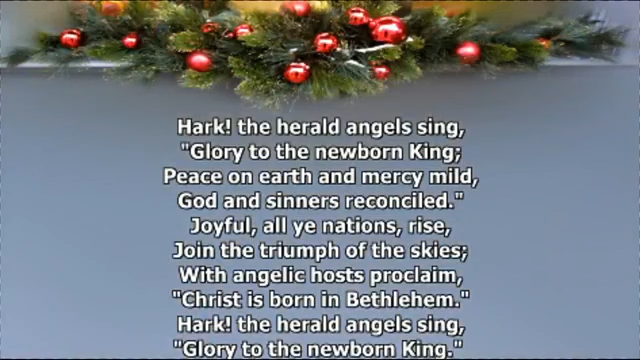 Hark! the herald angels sing,
"Glory to the newborn King;
Peace on earth and mercy mild,
God and sinners reconciled."
Joyful, all ye nations, rise,
Join the triumph of the skies;
With angelic hosts proclaim,
"Christ is born in Bethlehem."
Hark! the herald angels sing,
"Glory to the newborn King."